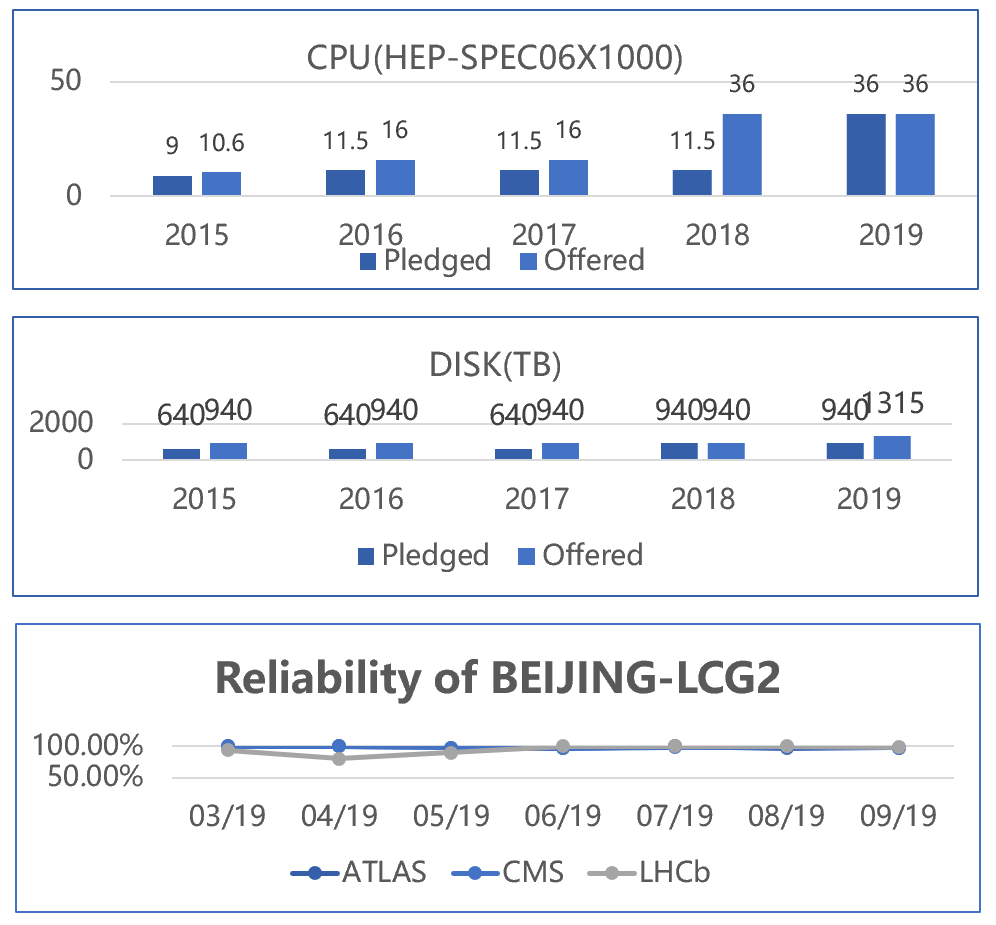 CPU(HEP-SPEC06X1000)
50
36 36 36
9 10.6 11.5 16 11.5 16 11.5
0
2015 2016 2017 2018 2019
Pledged Offered
DISK(TB)
2000 640 940 640 940 640 940 940 940 940 1315
0
2015 2016 2017 2018 2019
Pledged Offered
Reliability of BEIJING-LCG2
100.00%
50.00%
03/19 04/19 05/19 06/19 07/19 08/19 09/19
ATLAS CMS LHCb